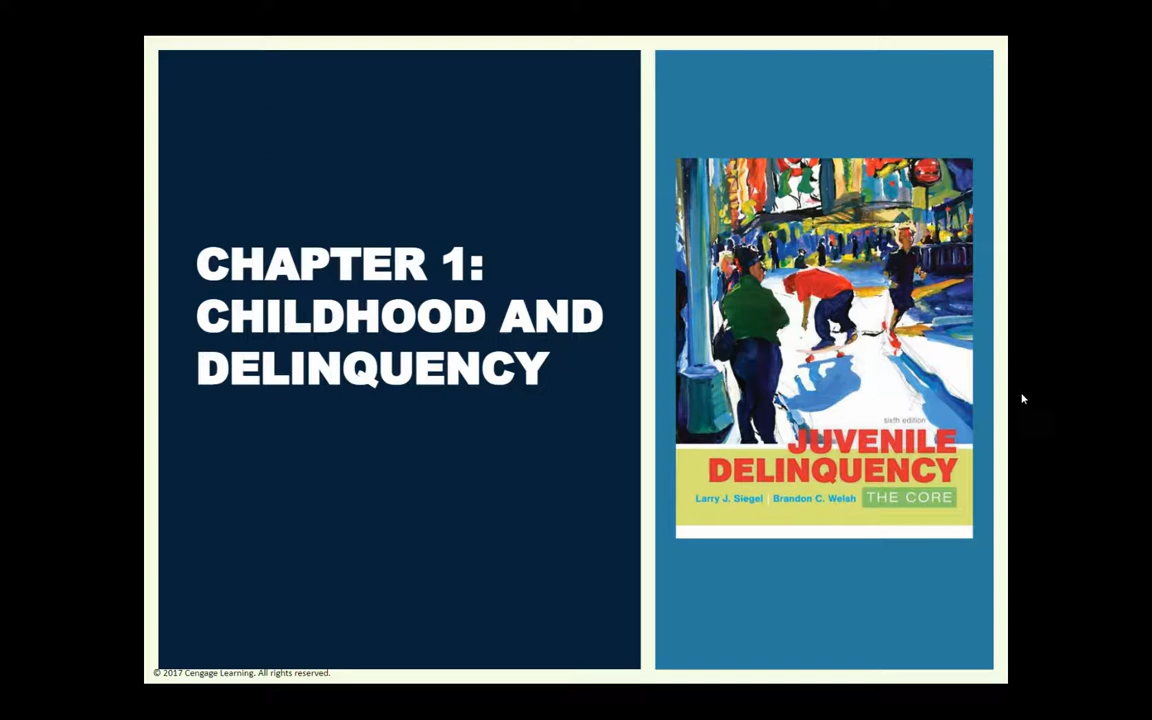 CHAPTER 1:
CHILDHOOD AND
DELINQUENCY
sixth edition
JUVENILE
DELINQUENCY
Larry J. Siegel | Brandon C. Welsh THE CORE
© 2017 Cengage Learning. All rights reserved.